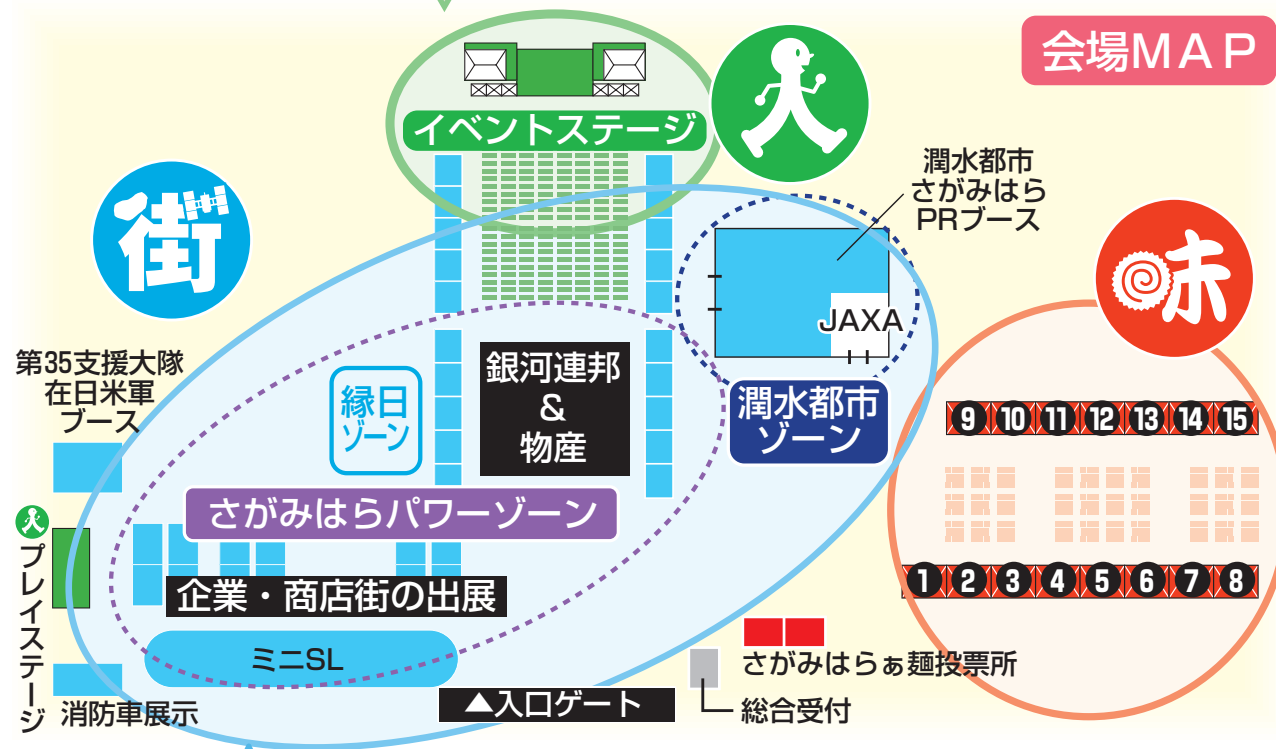 会場MAP
イベントステージ
人
街
潤水都市
さがみはら
PRブース
味
JAXA
第35支援大隊
在日米軍
ブース
縁日
ゾーン
銀河連邦
&
物産
潤水都市
ゾーン
9 10 11 12 13 14 15
さがみはらパワーゾーン
人
プレイステージ
企業・商店街の出展
1 2 3 4 5 6 7 8
ミニSL
さがみはらぁ麺投票所
消防車展示
▲入口ゲート
総合受付